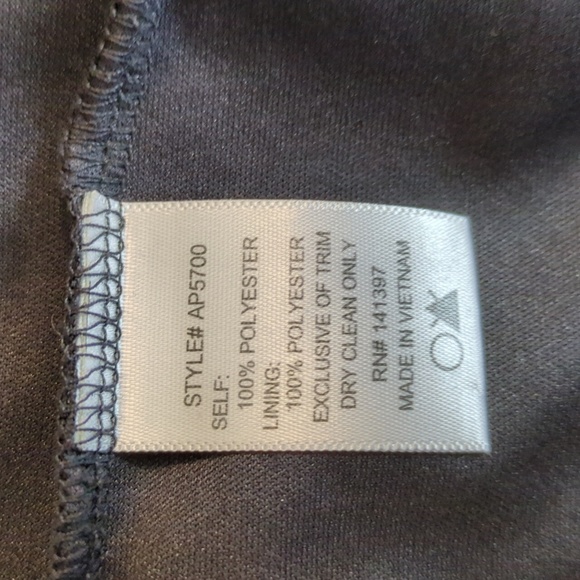 STYLE# AP5700
SELF:
100% POLYESTER
LINING:
100% POLYESTER
EXCLUSIVE OF TRIM
DRY CLEAN ONLY
RN# 141397
MADE IN VIETNAM